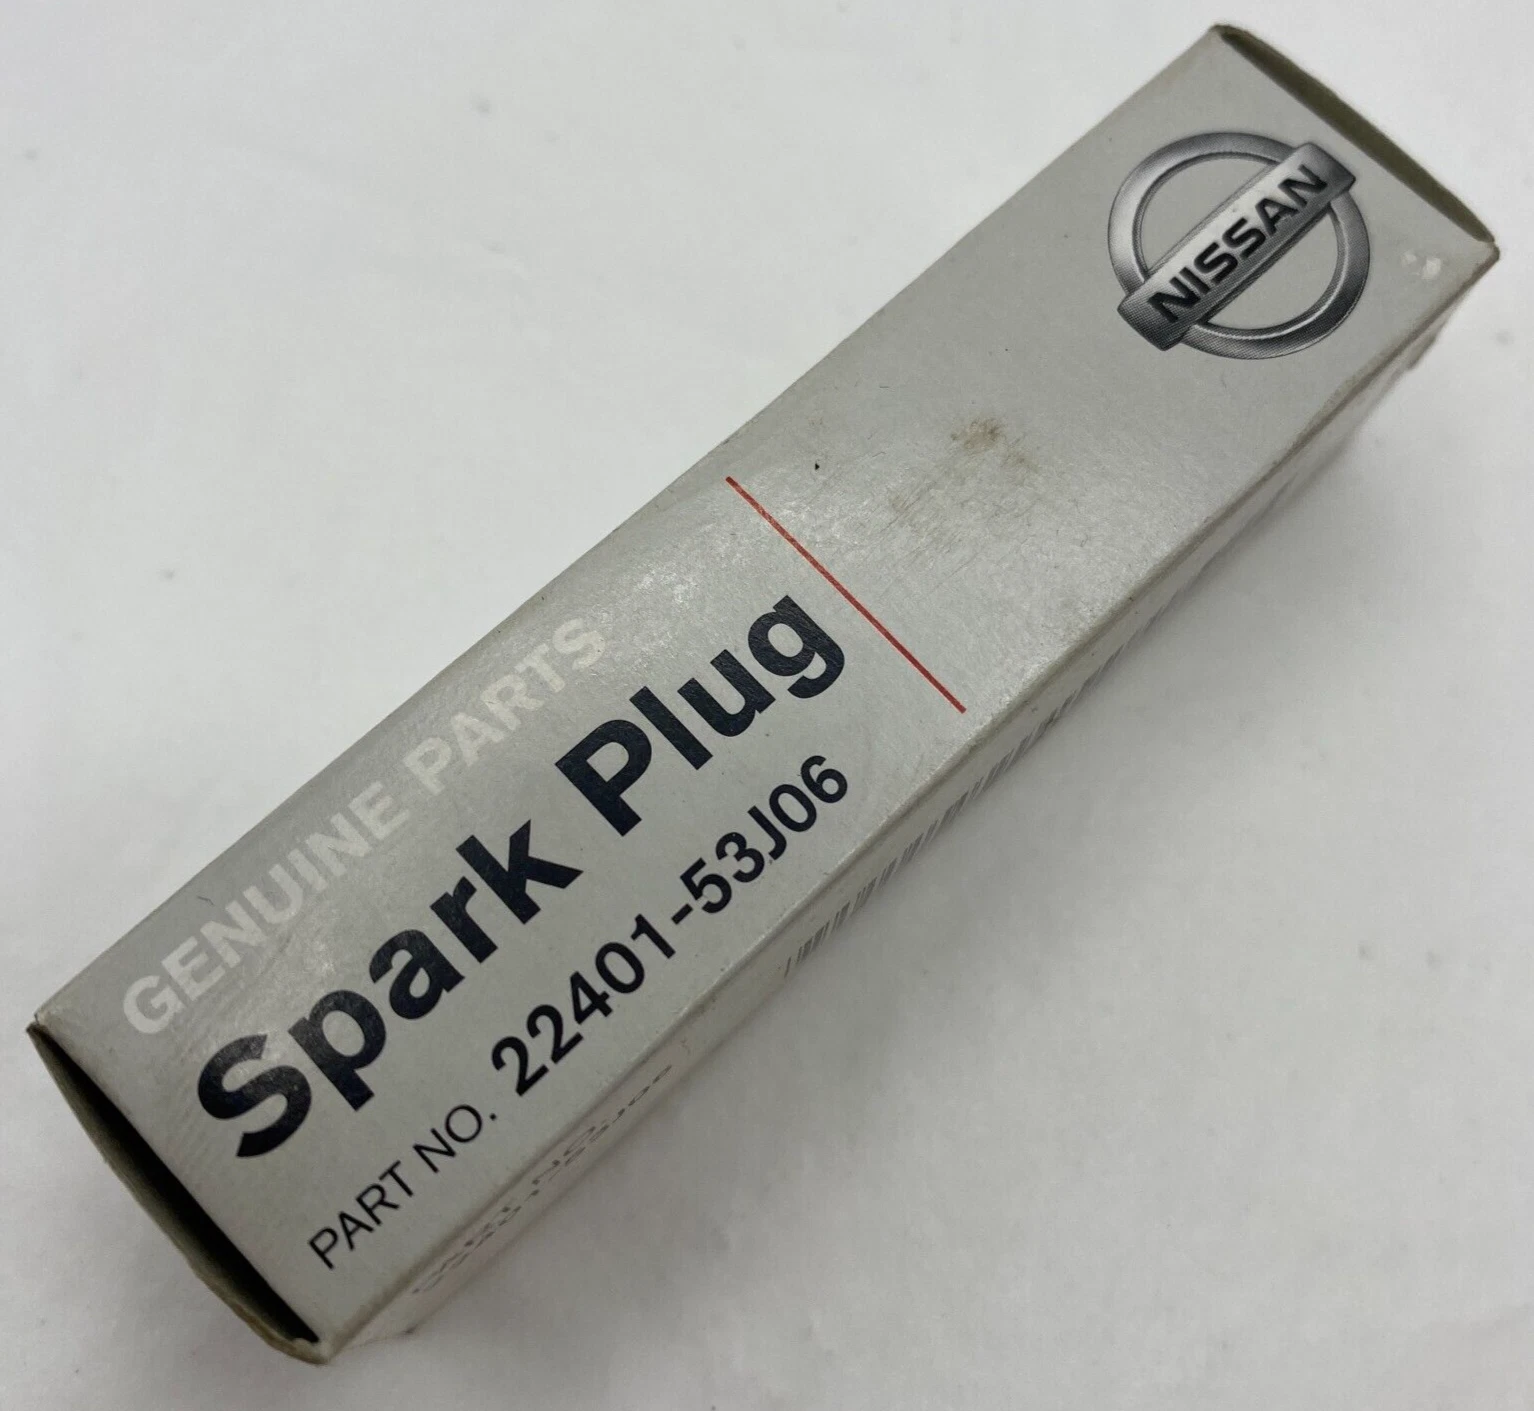 NISSAN
GENUINE PARTS
Spark Plug
PART NO. 22401-53J06